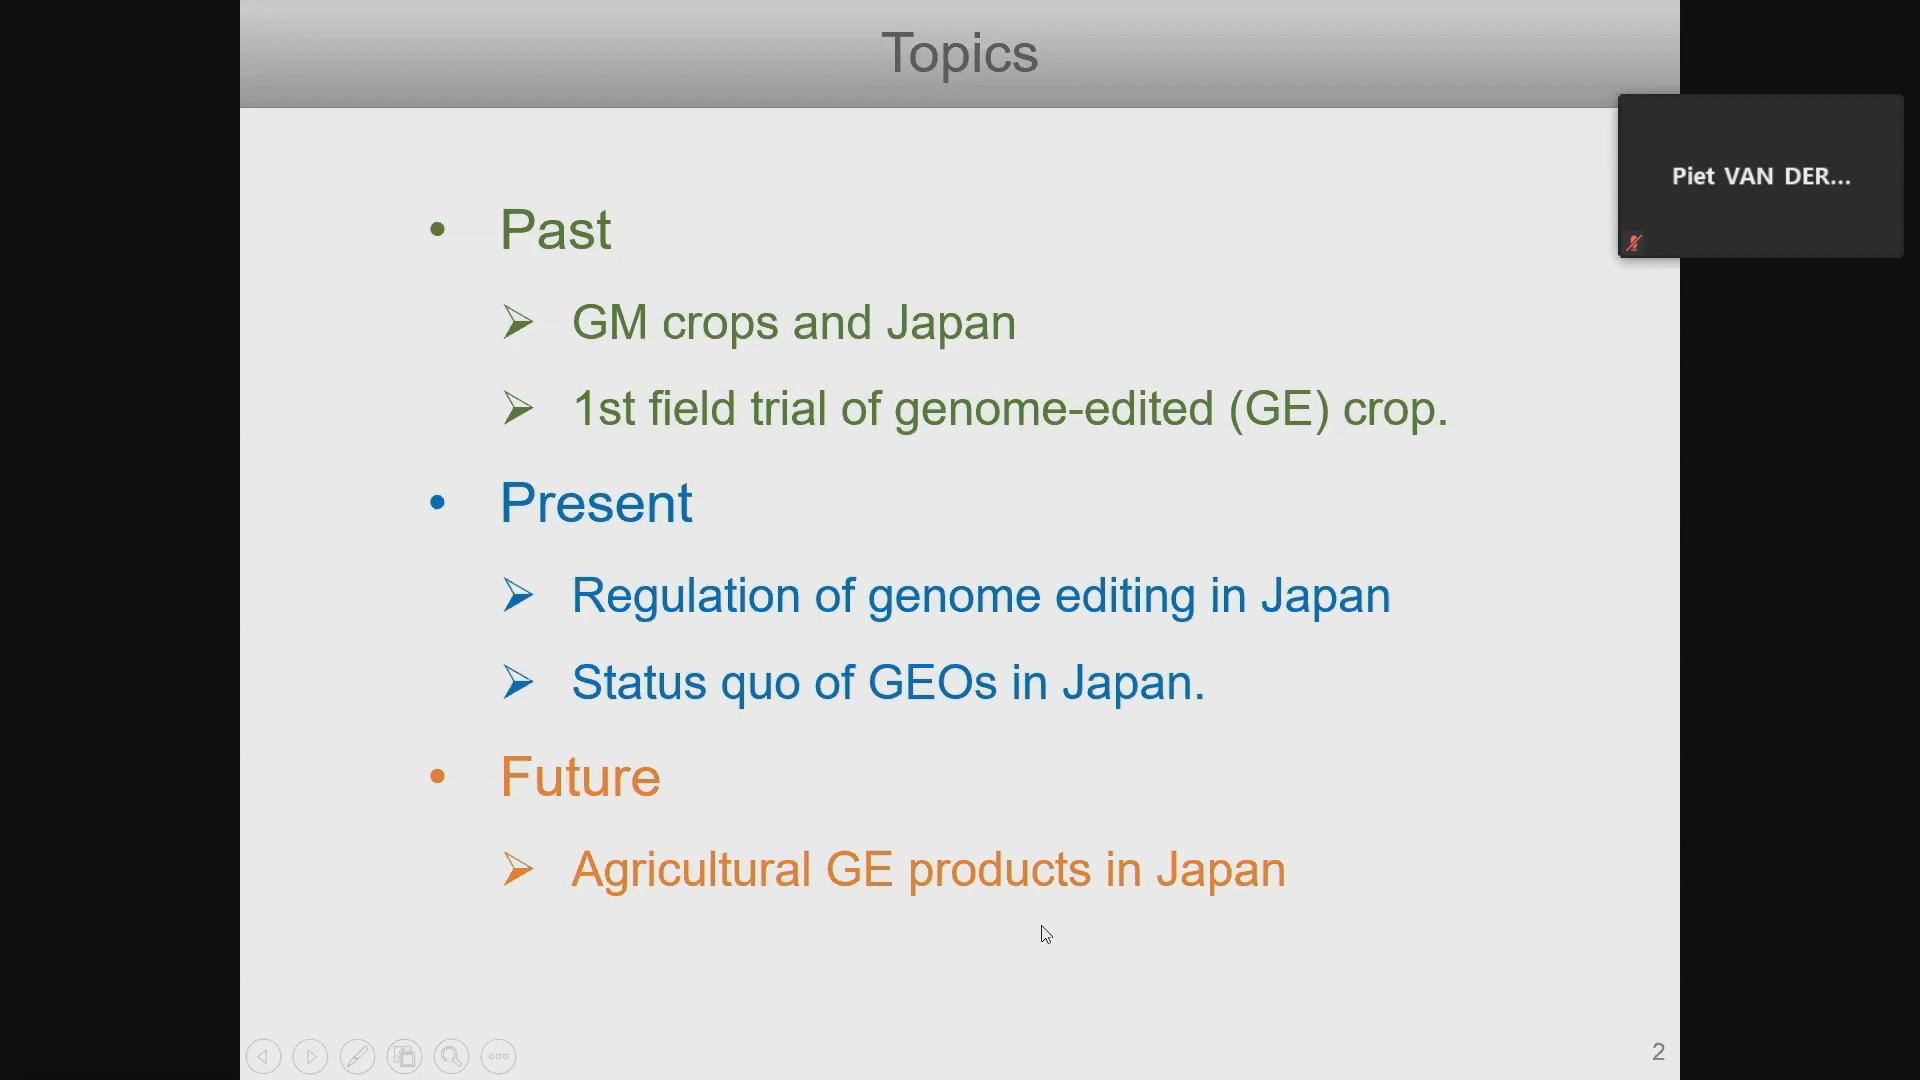 Topics
Piet VAN DER...
• Past
➢ GM crops and Japan
➢ 1st field trial of genome-edited (GE) crop.
• Present
➢ Regulation of genome editing in Japan
➢ Status quo of GEOs in Japan.
• Future
➢ Agricultural GE products in Japan
2